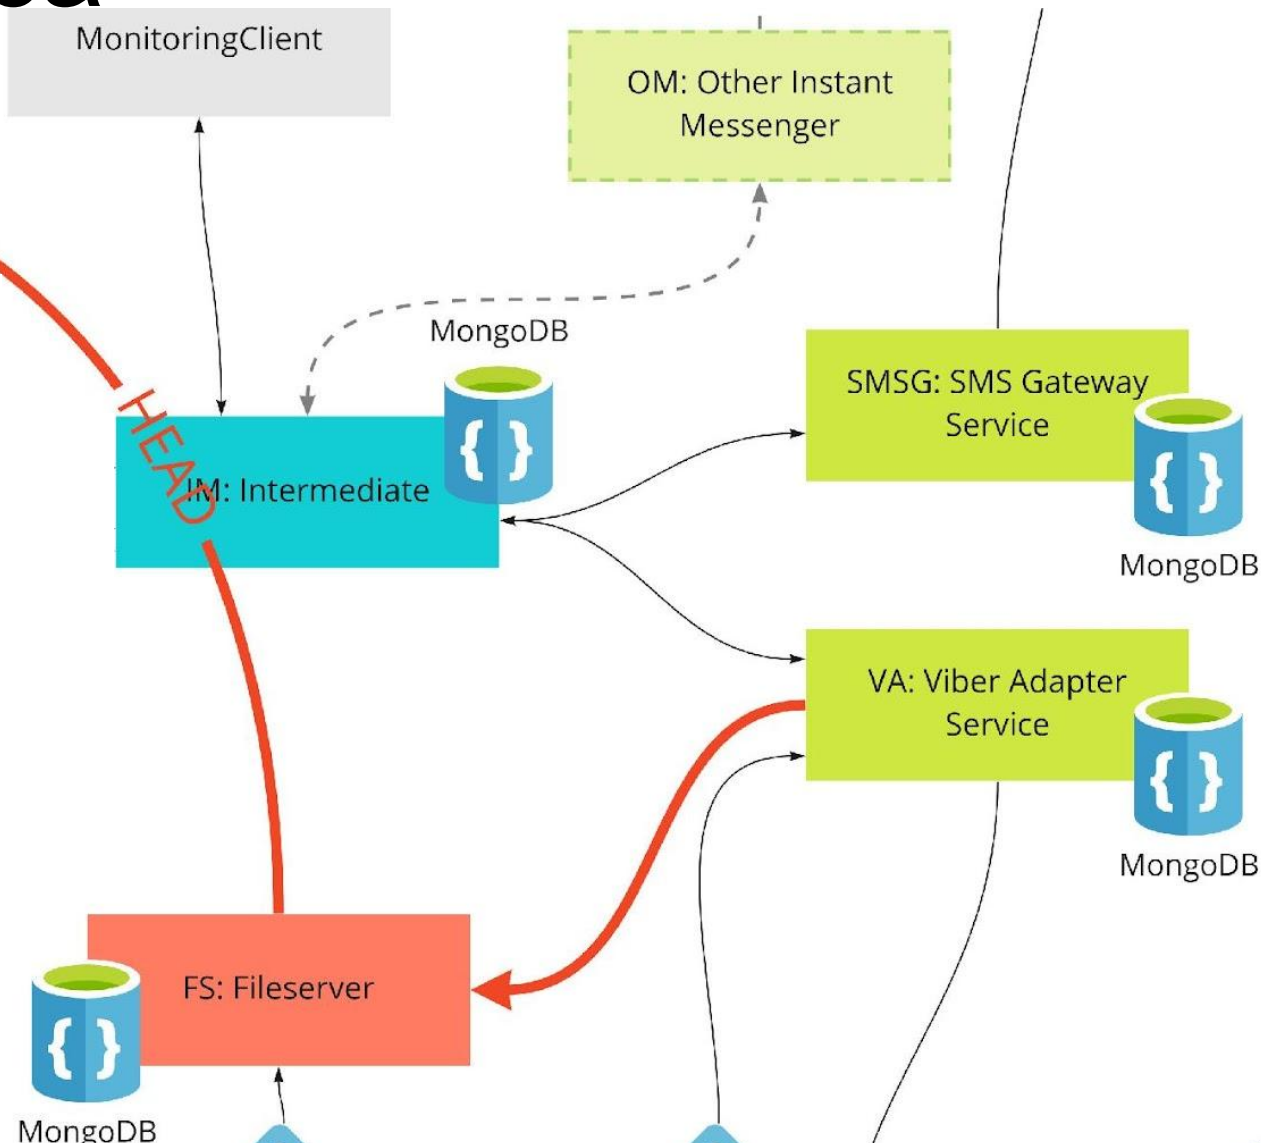 MonitoringClient
OM: Other Instant
Messenger
MongoDB
SMSG: SMS Gateway
Service
HEAD
IM: Intermediate
MongoDB
VA: Viber Adapter
Service
MongoDB
FS: Fileserver
MongoDB